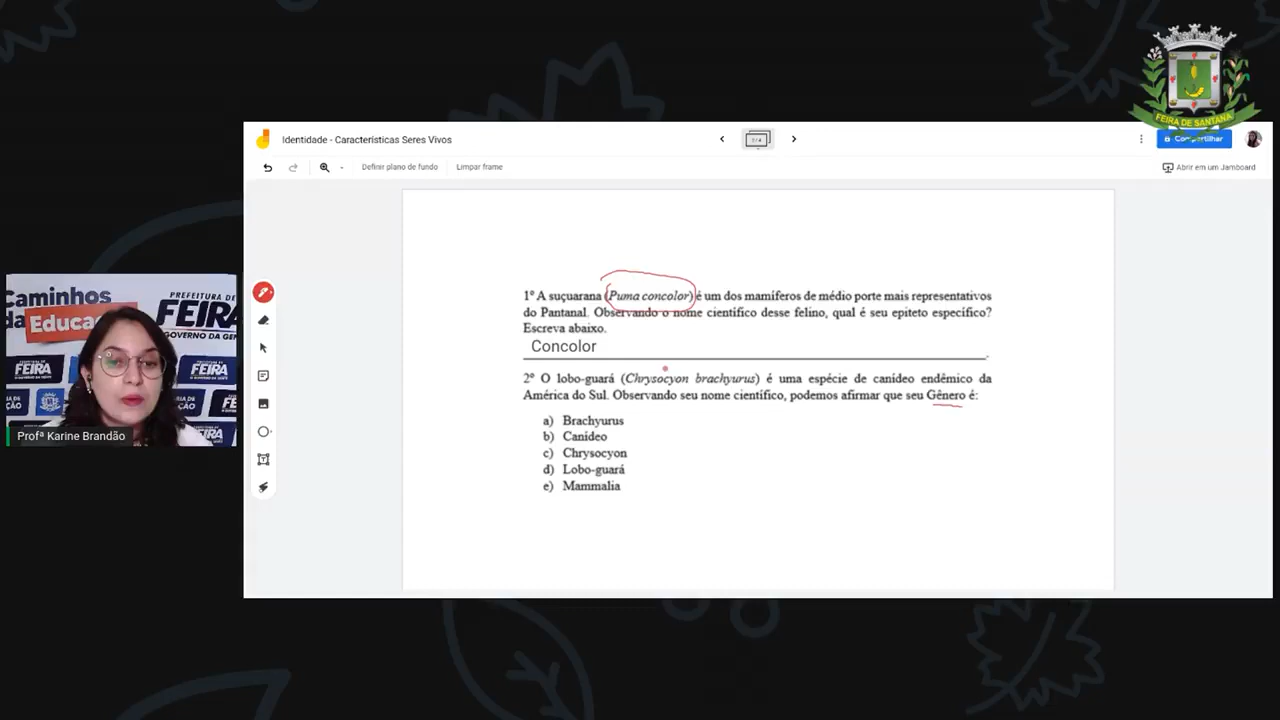 FEIRA DE SANTANA
Identidade - Características Seres Vivos
Compartilhar
Definir plano de fundo
Limpar frame
Abrir em um Jamboard
1º A suçuarana (Puma concolor) é um dos mamíferos de médio porte mais representativos
do Pantanal. Observando o nome científico desse felino, qual é seu epiteto específico?
Escreva abaixo.
Concolor
2º O lobo-guará (Chrysocyon brachyurus) é uma espécie de canídeo endêmico da
América do Sul. Observando seu nome científico, podemos afirmar que seu Gênero é:
a) Brachyurus
b) Canídeo
c) Chrysocyon
d) Lobo-guará
e) Mammalia
Caminhos
da Educa
PREFEITURA DE
FEIRA
GOVERNO DA GEN
FEIRA
FEIRA
Profª Karine Brandão